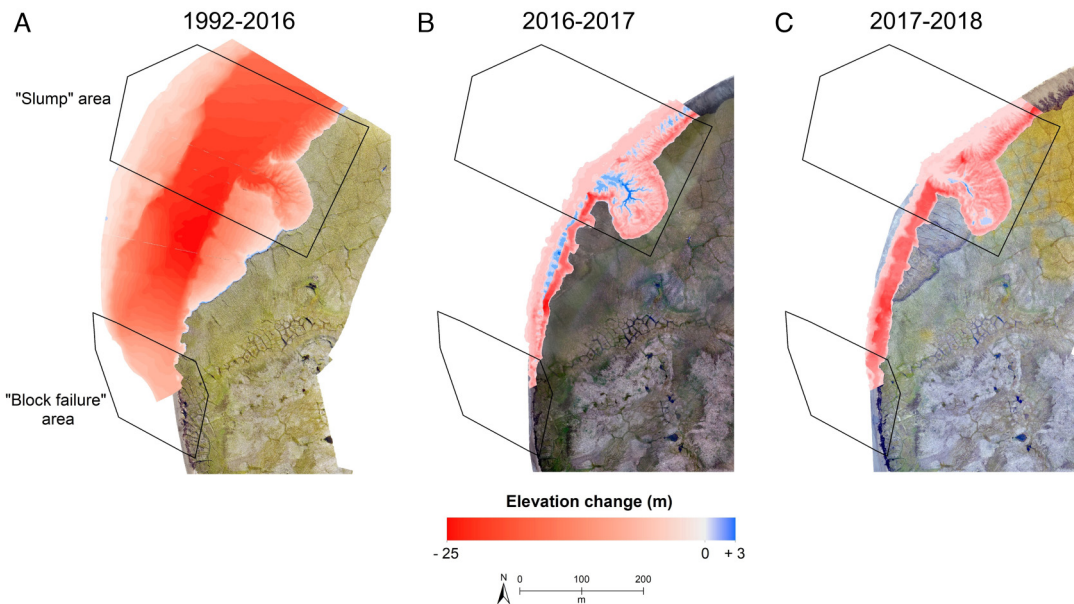 A
1992-2016
B
2016-2017
C
2017-2018
"Slump" area
"Block failure"
area
Elevation change (m)
- 25
0
+ 3
N
0
100
200
m